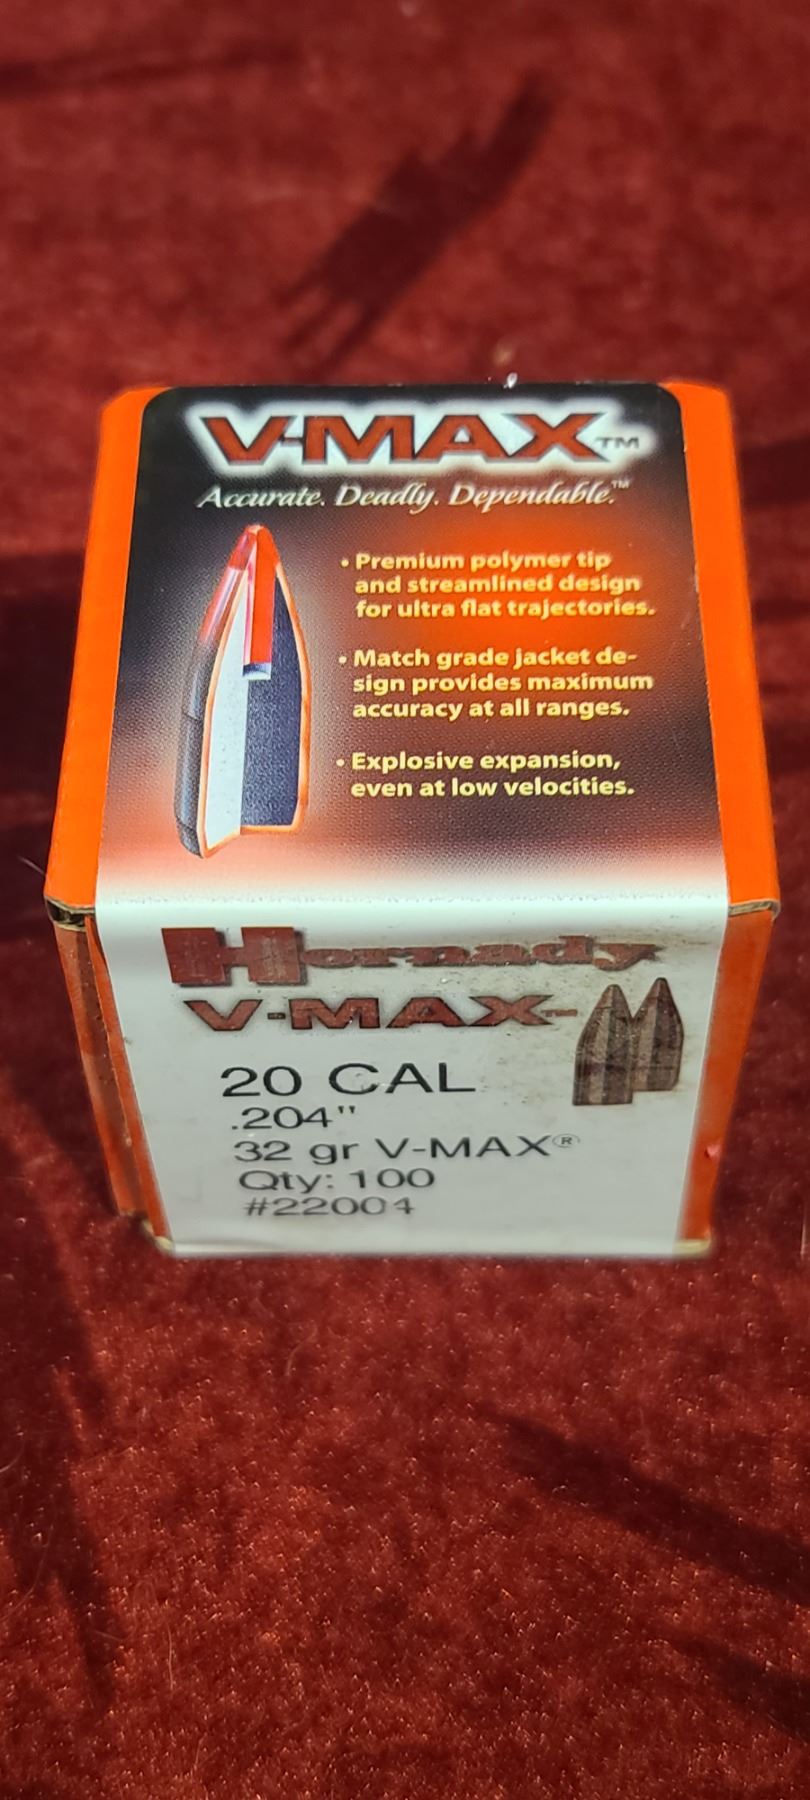 V-MAX™
Accurate. Deadly. Dependable.™
• Premium polymer tip
and streamlined design
for ultra flat trajectories.
• Match grade jacket de-
sign provides maximum
accuracy at all ranges.
• Explosive expansion,
even at low velocities.
Hornady
V-MAX™
20 CAL
.204"
32 gr V-MAX®
Qty: 100
#22004